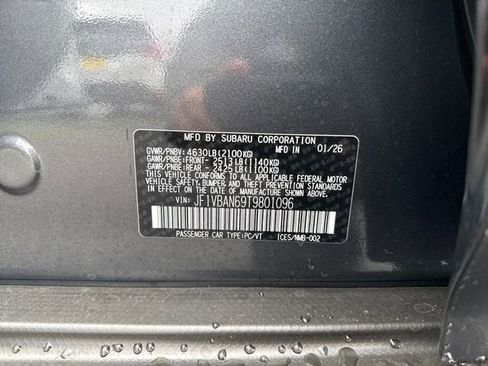 MFD BY SUBARU CORPORATION
GVWR/PNBV: 4630LB(2100KG) 01/26
GAWR/PNBE:FRONT- 2513LB(1140KG)
GAWR/PNBE:REAR - 2425LB(1100KG)
THIS VEHICLE CONFORMS TO ALL APPLICABLE FEDERAL MOTOR VEHICLE
SAFETY, BUMPER AND THEFT PREVENTION STANDARDS IN EFFECT ON
THE DATE OF MANUFACTURE SHOWN ABOVE.
VIN: JF1VBAN69T9801096
PASSENGER CAR TYPE:PC/VT ICES/NMB-002